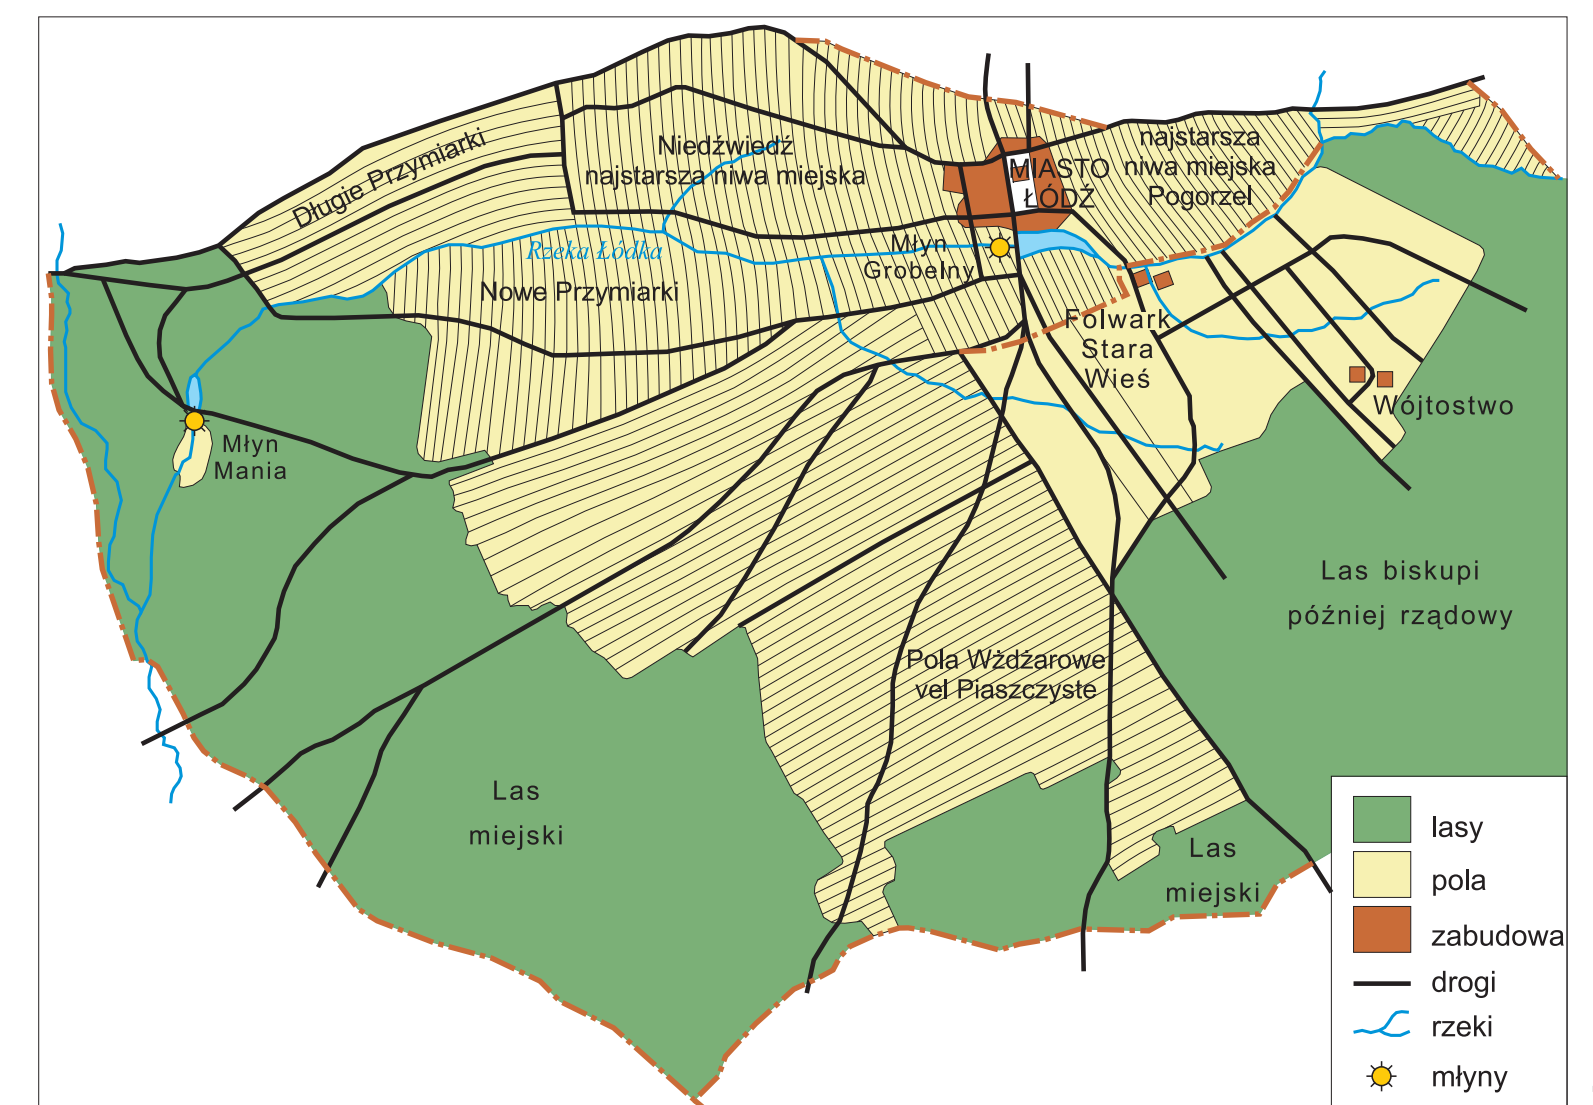 Długie Przymiarki
Niedźwiedź
najstarsza niwa miejska
MIASTO
ŁÓDŹ
najstarsza
niwa miejska
Pogorzel
Rzeka Łódka
Nowe Przymiarki
Młyn
Grobelny
Folwark
Stara
Wieś
Wójtostwo
Młyn
Mania
Las biskupi
później rządowy
Pola Wżdżarowe
vel Piaszczyste
Las
miejski
Las
miejski
lasy
pola
zabudowa
drogi
rzeki
młyny